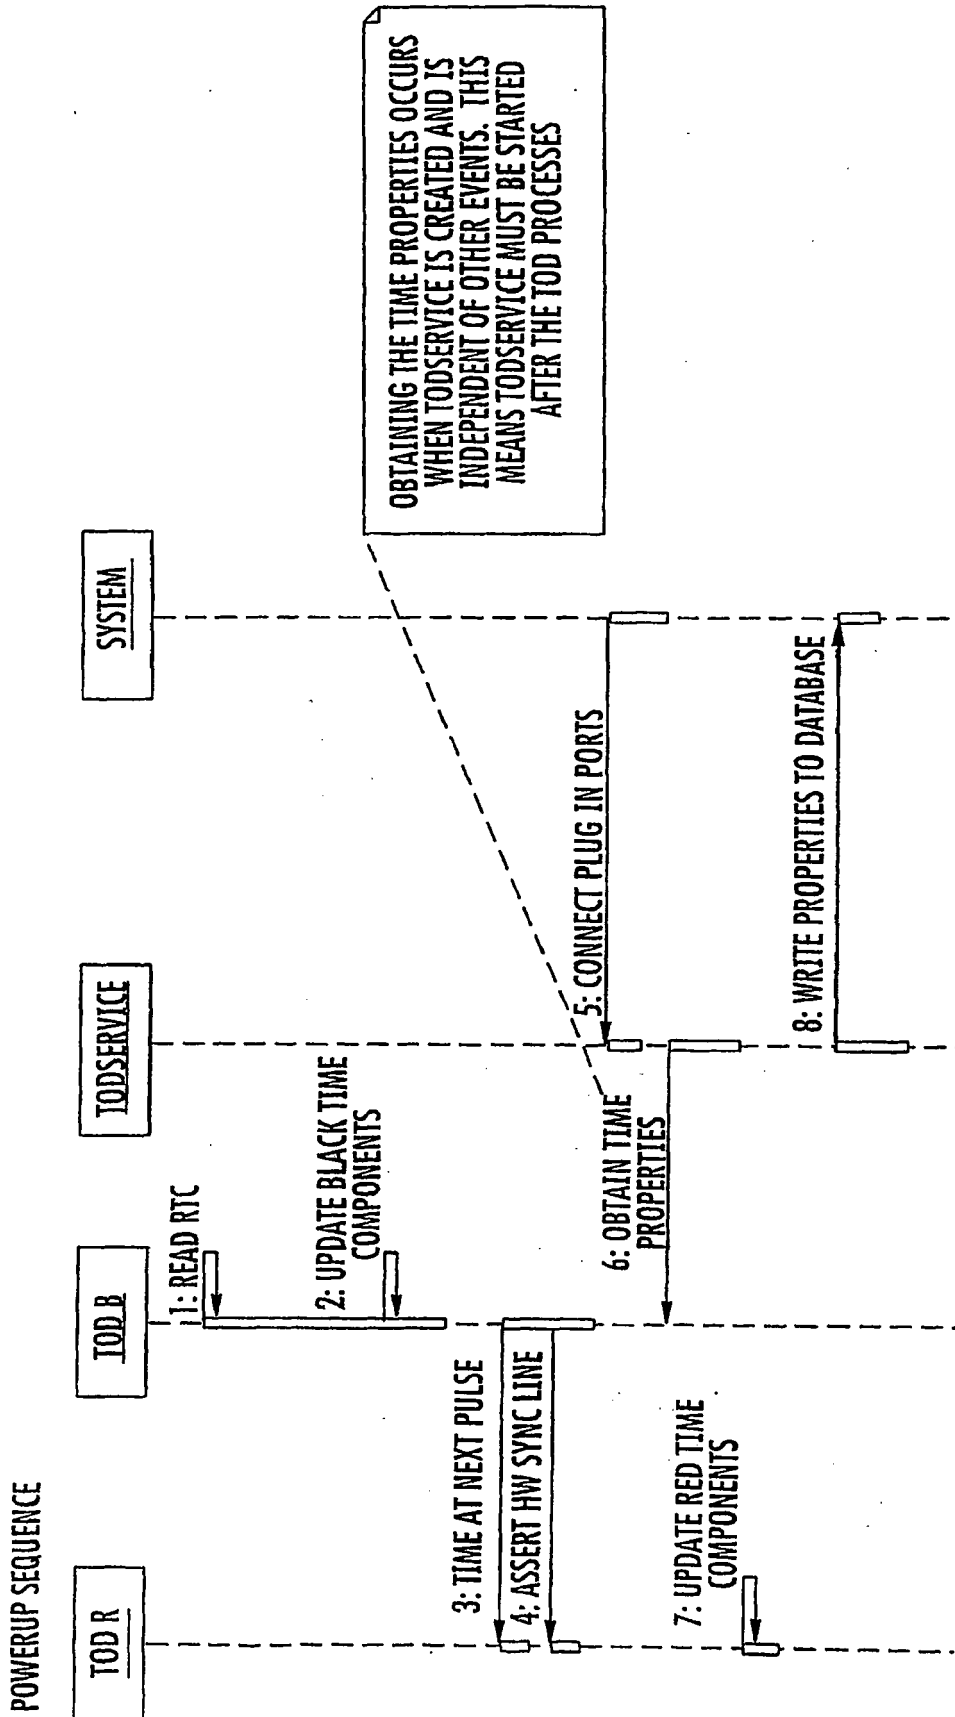 POWERUP SEQUENCE
TOD R
TOD B
TODSERVICE
SYSTEM
1: READ RTC
2: UPDATE BLACK TIME
COMPONENTS
3: TIME AT NEXT PULSE
4: ASSERT HW SYNC LINE
5: CONNECT PLUG IN PORTS
6: OBTAIN TIME
PROPERTIES
7: UPDATE RED TIME
COMPONENTS
8: WRITE PROPERTIES TO DATABASE
OBTAINING THE TIME PROPERTIES OCCURS
WHEN TODSERVICE IS CREATED AND IS
INDEPENDENT OF OTHER EVENTS. THIS
MEANS TODSERVICE MUST BE STARTED
AFTER THE TOD PROCESSES